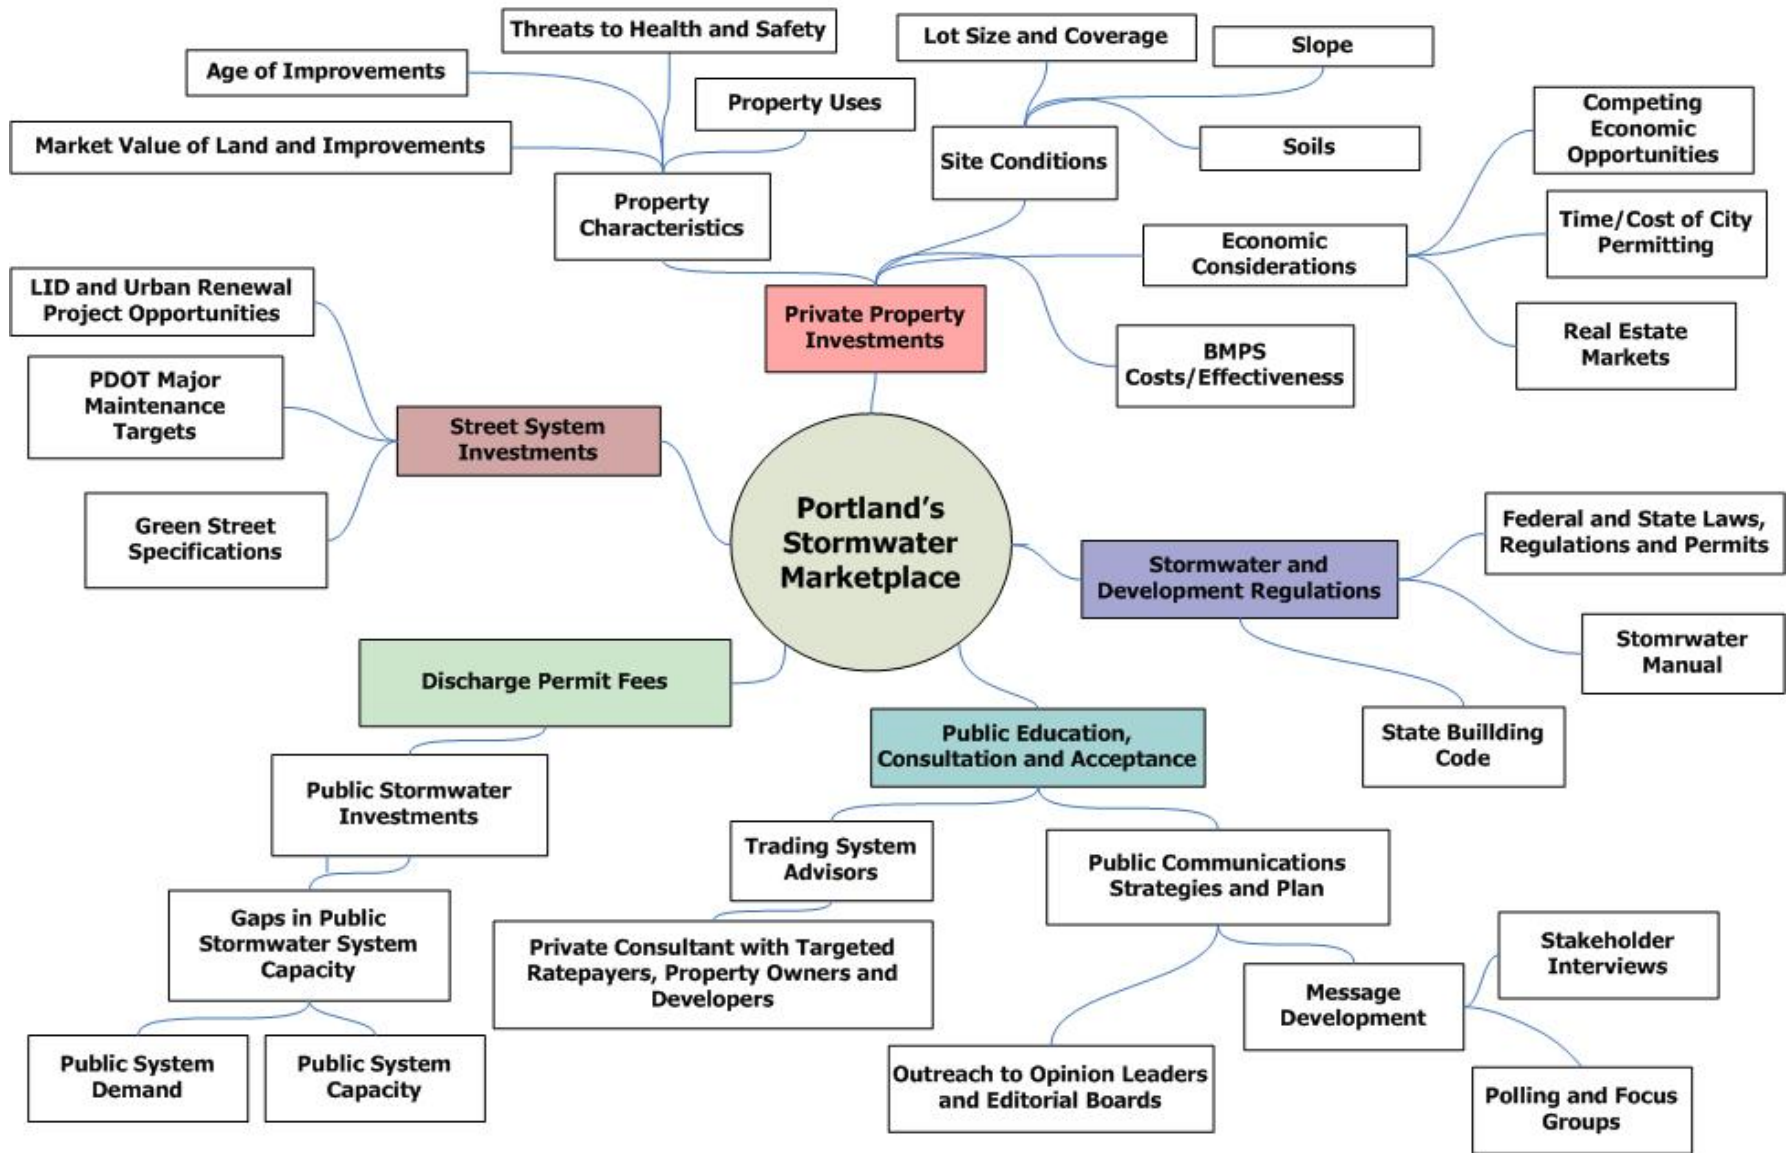 Threats to Health and Safety
Lot Size and Coverage
Slope
Age of Improvements
Property Uses
Competing
Economic
Opportunities
Market Value of Land and Improvements
Site Conditions
Soils
Property
Characteristics
Time/Cost of City
Permitting
Economic
Considerations
LID and Urban Renewal
Project Opportunities
Private Property
Investments
BMPS
Costs/Effectiveness
Real Estate
Markets
PDOT Major
Maintenance
Targets
Street System
Investments
Green Street
Specifications
Portland's
Stormwater
Marketplace
Federal and State Laws,
Regulations and Permits
Stormwater and
Development Regulations
Stomrwater
Manual
Discharge Permit Fees
State Buillding
Code
Public Education,
Consultation and Acceptance
Public Stormwater
Investments
Trading System
Advisors
Public Communications
Strategies and Plan
Gaps in Public
Stormwater System
Capacity
Private Consultant with Targeted
Ratepayers, Property Owners and
Developers
Stakeholder
Interviews
Message
Development
Public System
Demand
Public System
Capacity
Outreach to Opinion Leaders
and Editorial Boards
Polling and Focus
Groups